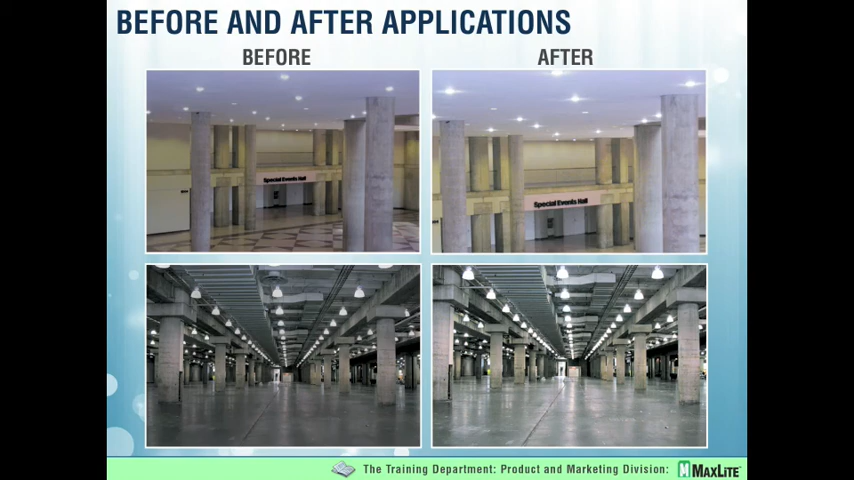 BEFORE AND AFTER APPLICATIONS
BEFORE
AFTER
Special Events Hall
Special Events Hall
The Training Department: Product and Marketing Division:
MAXLITE